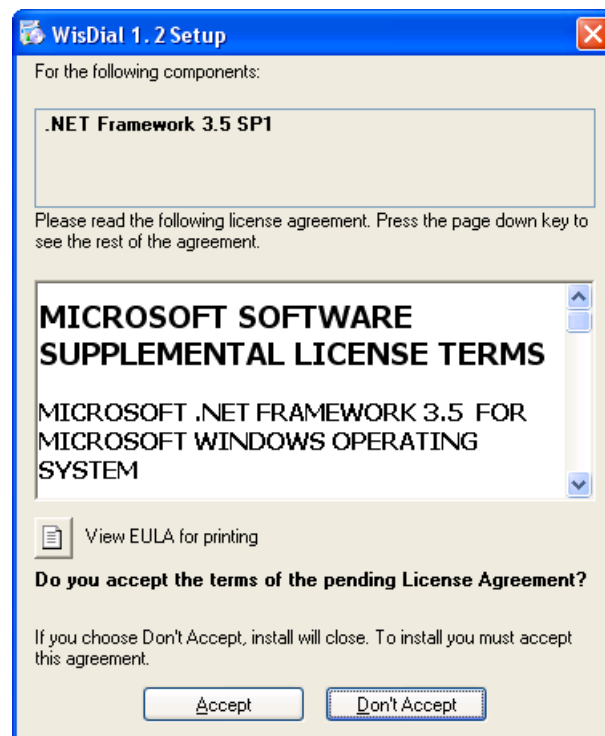 WisDial 1.2 Setup
For the following components:
.NET Framework 3.5 SP1
Please read the following license agreement. Press the page down key to
see the rest of the agreement.
MICROSOFT SOFTWARE
SUPPLEMENTAL LICENSE TERMS
MICROSOFT .NET FRAMEWORK 3.5 FOR
MICROSOFT WINDOWS OPERATING
SYSTEM
View EULA for printing
Do you accept the terms of the pending License Agreement?
If you choose Don't Accept, install will close. To install you must accept
this agreement.
Accept
Don't Accept